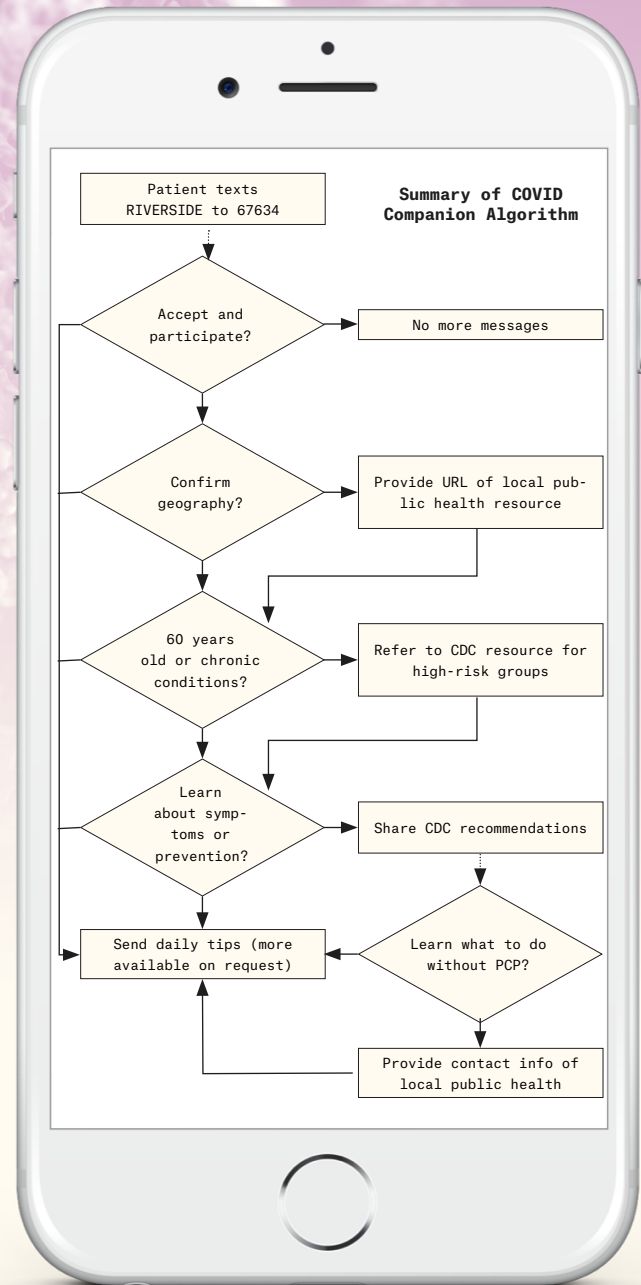 Patient texts
RIVERSIDE to 67634
Summary of COVID
Companion Algorithm
Accept and
participate?
No more messages
Confirm
geography?
Provide URL of local pub-
lic health resource
60 years
old or chronic
conditions?
Refer to CDC resource for
high-risk groups
Learn
about symp-
toms or
prevention?
Share CDC recommendations
Send daily tips (more
available on request)
Learn what to do
without PCP?
Provide contact info of
local public health